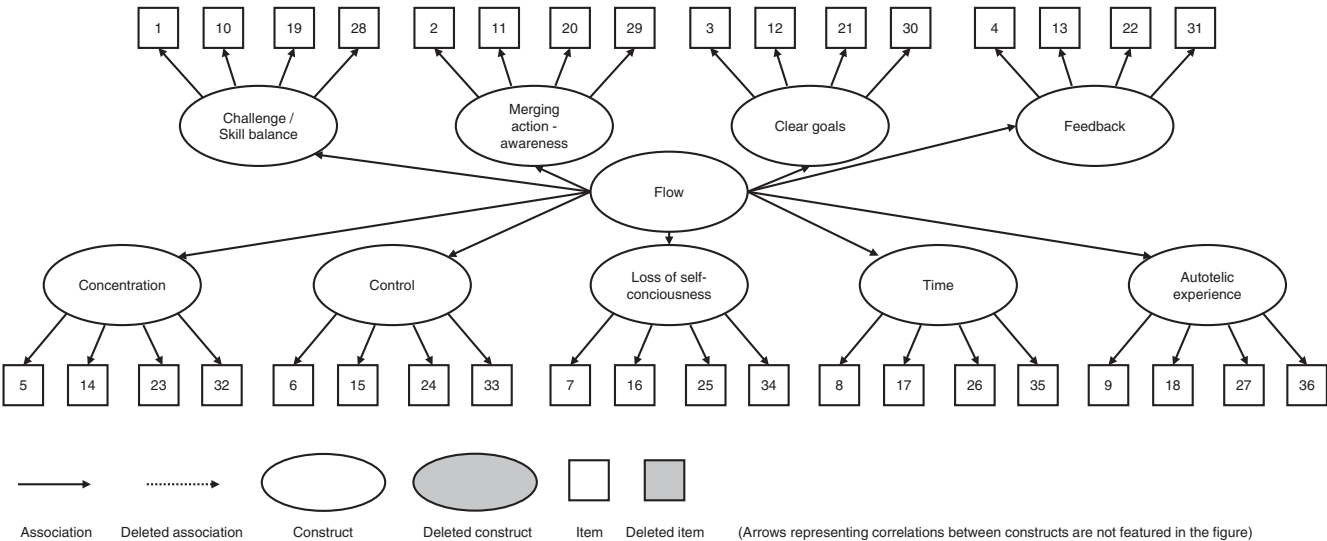 1 10 19 28 2 11 20 29 3 12 21 30 4 13 22 31
Challenge /
Skill balance
Merging
action -
awareness
Clear goals
Feedback
Flow
Concentration
Control
Loss of self-
conciousness
Time
Autotelic
experience
5 14 23 32 6 15 24 33 7 16 25 34 8 17 26 35 9 18 27 36
Association
Deleted association
Construct
Deleted construct
Item
Deleted item
(Arrows representing correlations between constructs are not featured in the figure)